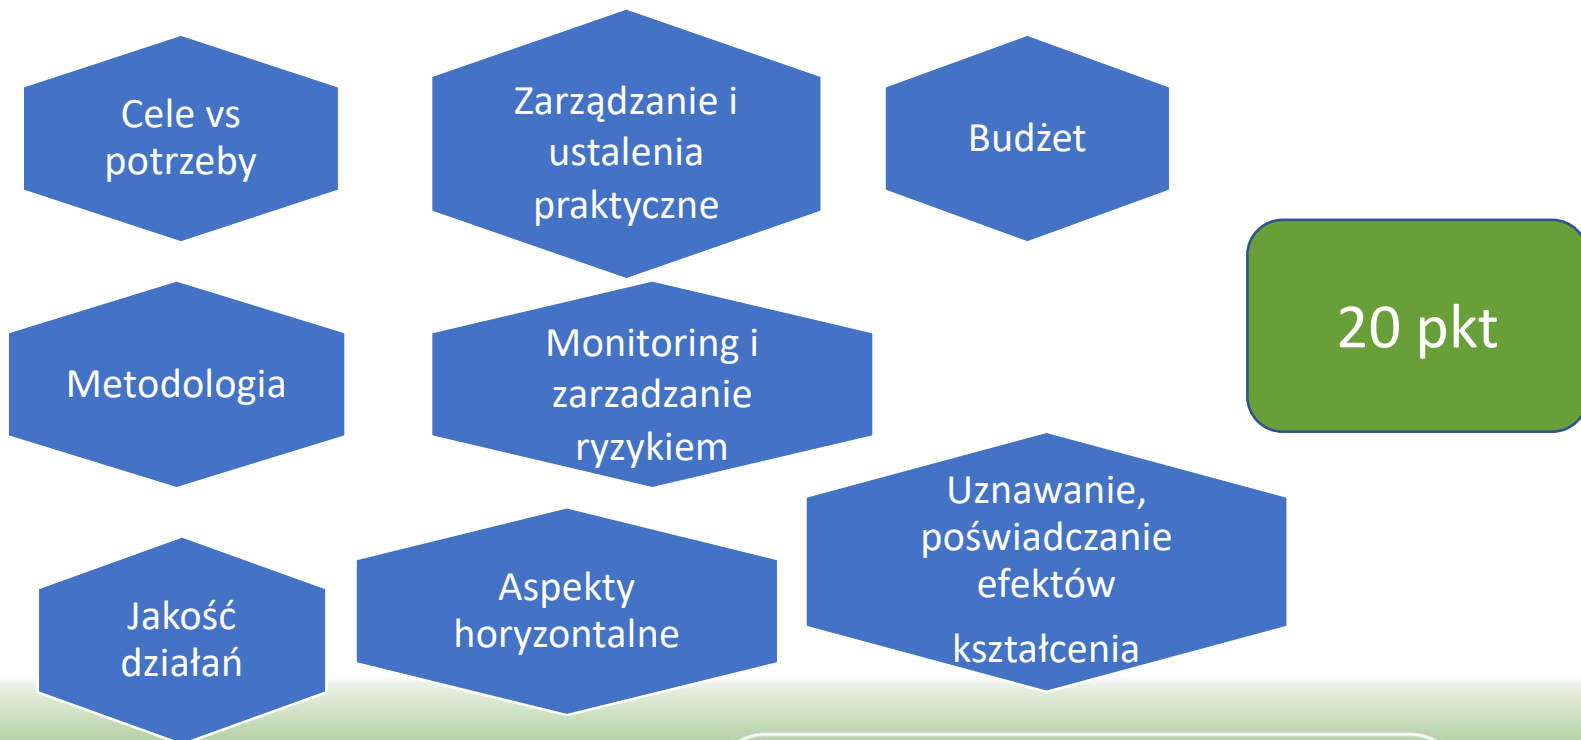 Cele vs
potrzeby
Zarządzanie i
ustalenia
praktyczne
Budżet
20 pkt
Metodologia
Monitoring i
zarzadzanie
ryzykiem
Uznawanie,
poświadczanie
efektów
kształcenia
Jakość
działań
Aspekty
horyzontalne